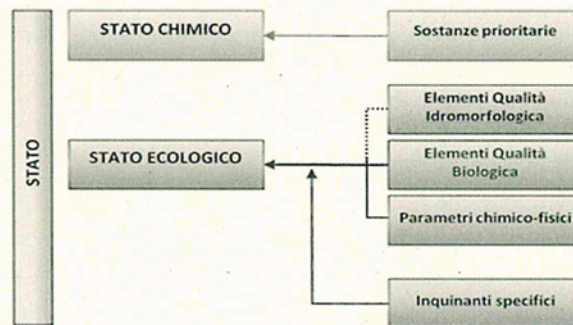 STATO
STATO CHIMICO
Sostanze prioritarie
Elementi Qualità
Idromorfologica
STATO ECOLOGICO
Elementi Qualità
Biologica
Parametri chimico-fisici
Inquinanti specifici